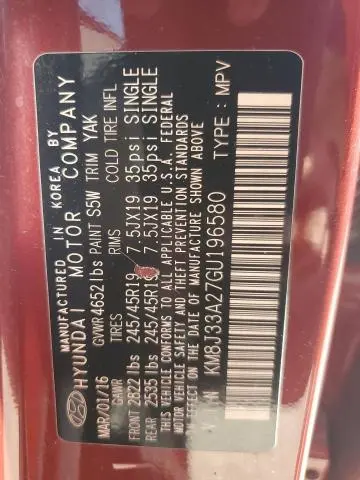 MANUFACTURED IN KOREA BY
HYUNDAI MOTOR COMPANY
GVWR 4652 lbs PAINT S5W TRIM YAK
MAR/01/16 TIRES RIMS COLD TIRE INFL
GAWR
FRONT 2822 lbs 245/45R19 7.5JX19 35psi SINGLE
REAR 2535 lbs 245/45R19 7.5JX19 35psi SINGLE
THIS VEHICLE CONFORMS TO ALL APPLICABLE U.S.A. FEDERAL
MOTOR VEHICLE SAFETY STANDARDS IN EFFECT ON
THE DATE OF MANUFACTURE SHOWN ABOVE
KM8J33A27GU196580 TYPE : MPV